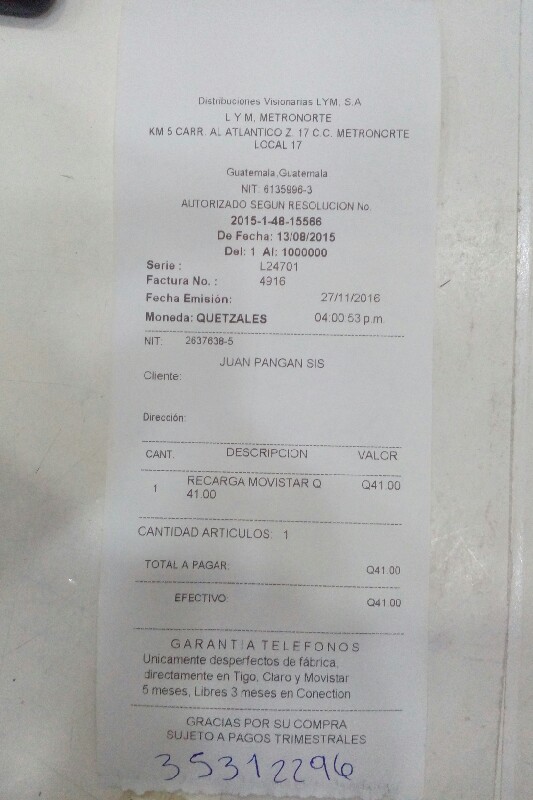 Distribuciones Visionarias LYM, S.A
L Y M, METRONORTE
KM 5 CARR. AL ATLANTICO Z. 17 C.C. METRONORTE
LOCAL 17
Guatemala,Guatemala
NIT: 6135996-3
AUTORIZADO SEGUN RESOLUCION No.
2015-1-48-15566
De Fecha: 13/08/2015
Del: 1 Al: 1000000
Serie : L24701
Factura No. : 4916
Fecha Emisión: 27/11/2016
Moneda: QUETZALES 04:00:53 p.m.
NIT: 2637638-5
JUAN PANGAN SIS
Cliente:
Dirección:
CANT. DESCRIPCION VALOR
1 RECARGA MOVISTAR Q Q41.00
41.00
CANTIDAD ARTICULOS: 1
TOTAL A PAGAR: Q41.00
EFECTIVO: Q41.00
GARANTIA TELEFONOS
Unicamente desperfectos de fábrica,
directamente en Tigo, Claro y Movistar
6 meses, Libres 3 meses en Conection
GRACIAS POR SU COMPRA
SUJETO A PAGOS TRIMESTRALES
35312296